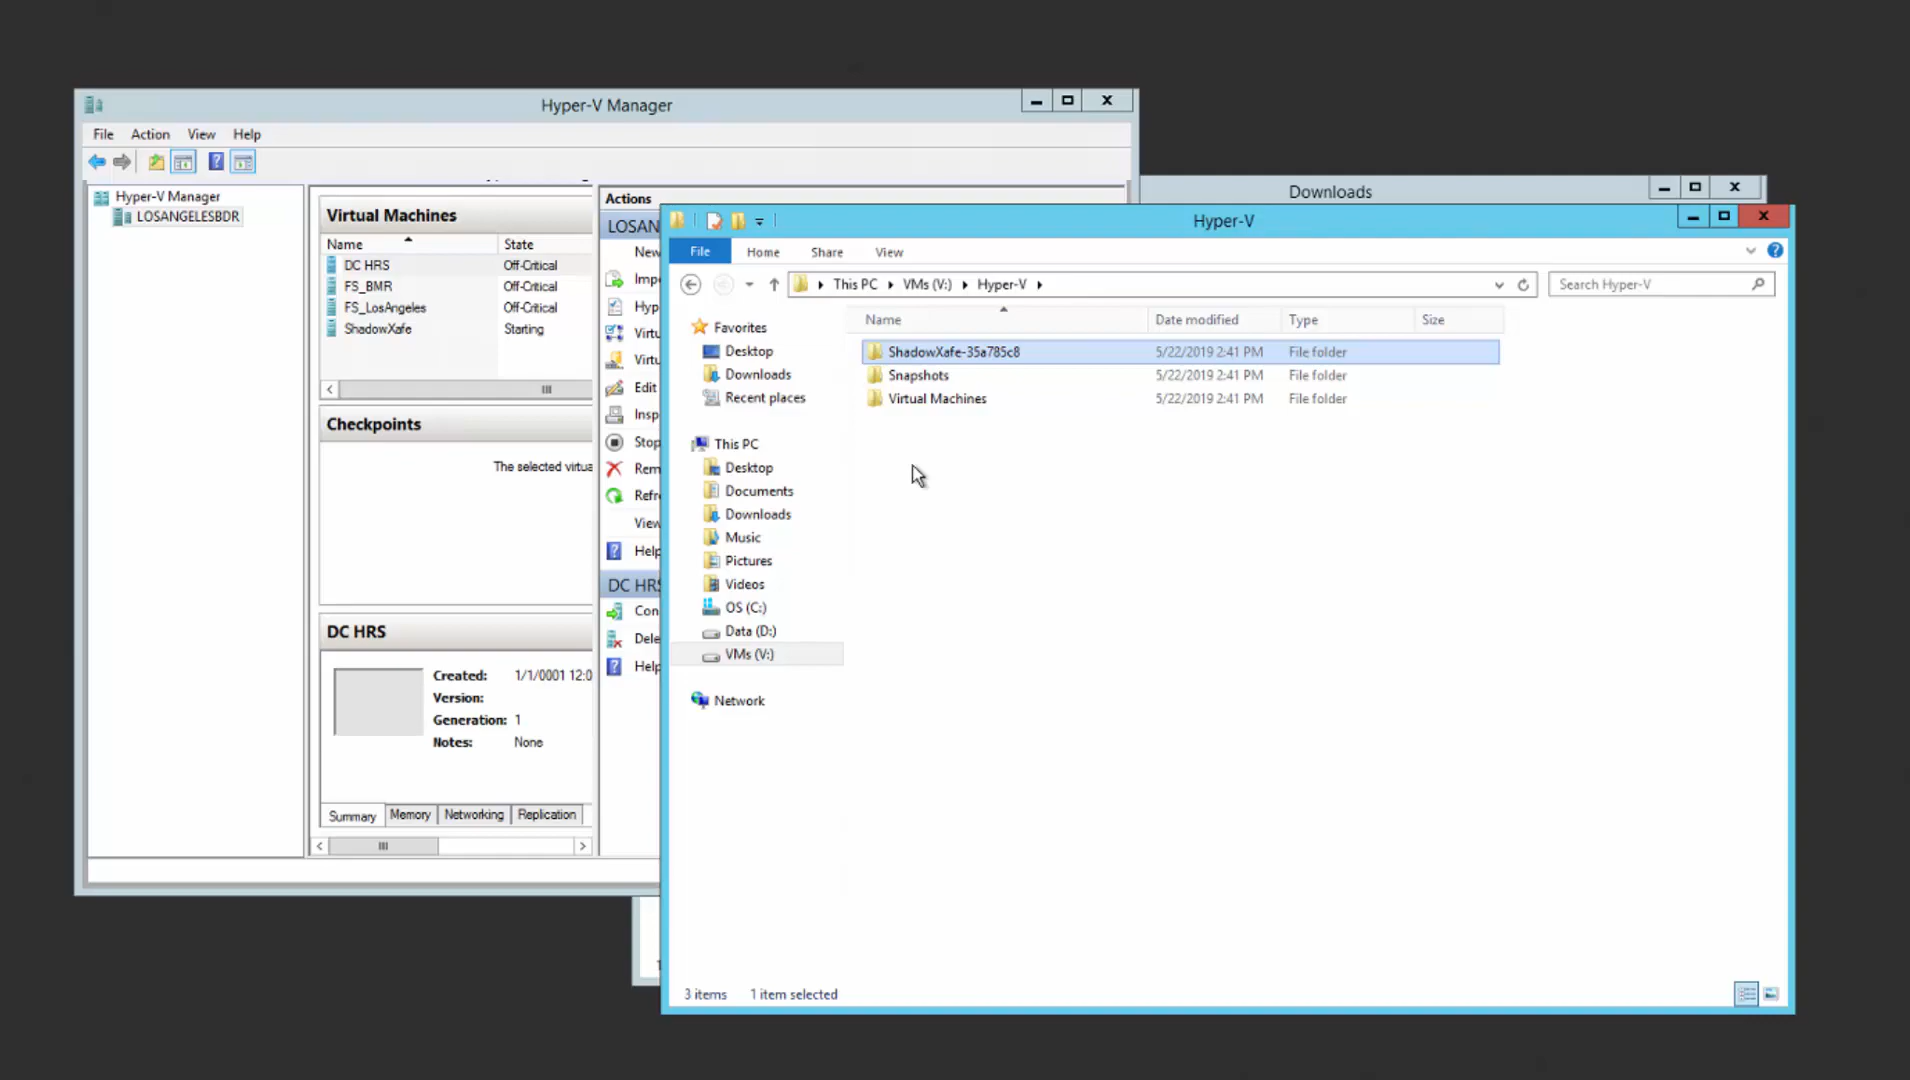 Hyper-V Manager
File Action View Help
Hyper-V Manager
LOSANGELESBDR
Virtual Machines
Name State
DC HRS Off-Critical
FS_BMR Off-Critical
FS_LosAngeles Off-Critical
ShadowXafe Starting
Checkpoints
The selected virtua
DC HRS
Created: 1/1/0001 12:0
Version:
Generation: 1
Notes: None
Summary Memory Networking Replication
Actions
LOSAN
New
Impo
Hyp
Virtu
Virtu
Edit
Insp
Stop
Rem
Refre
View
Help
DC HRS
Con
Dele
Help
Downloads
Hyper-V
File Home Share View
This PC VMs (V:) Hyper-V
Search Hyper-V
Favorites
Desktop
Downloads
Recent places
This PC
Desktop
Documents
Downloads
Music
Pictures
Videos
OS (C:)
Data (D:)
VMs (V:)
Network
Name Date modified Type Size
ShadowXafe-35a785c8 5/22/2019 2:41 PM File folder
Snapshots 5/22/2019 2:41 PM File folder
Virtual Machines 5/22/2019 2:41 PM File folder
3 items 1 item selected